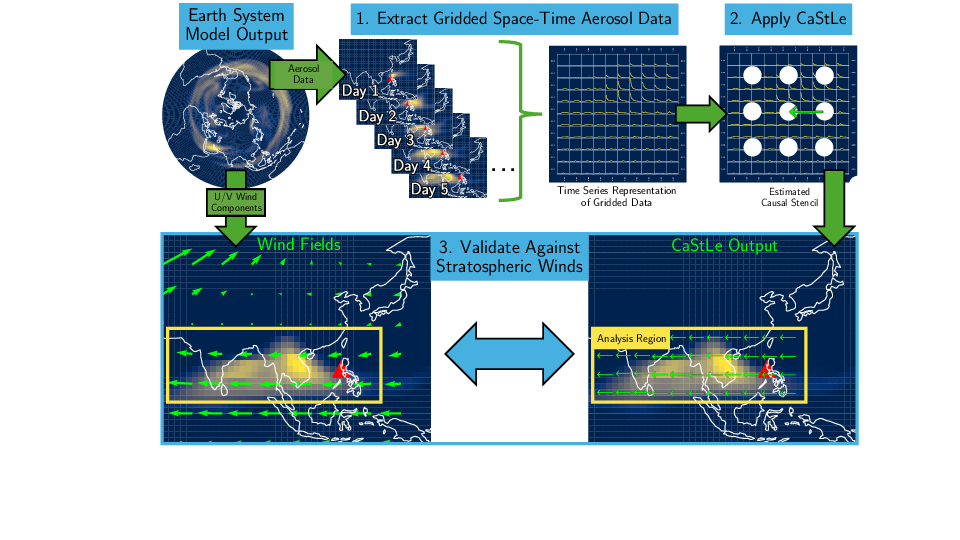 Earth System
Model Output
1. Extract Gridded Space-Time Aerosol Data
2. Apply CaStLe
Aerosol
Data
Day 1
Day 2
Day 3
Day 4
Day 5
...
Time Series Representation
of Gridded Data
Estimated
Causal Stencil
U/V Wind
Components
Wind Fields
3. Validate Against
Stratospheric Winds
CaStLe Output
Analysis Region